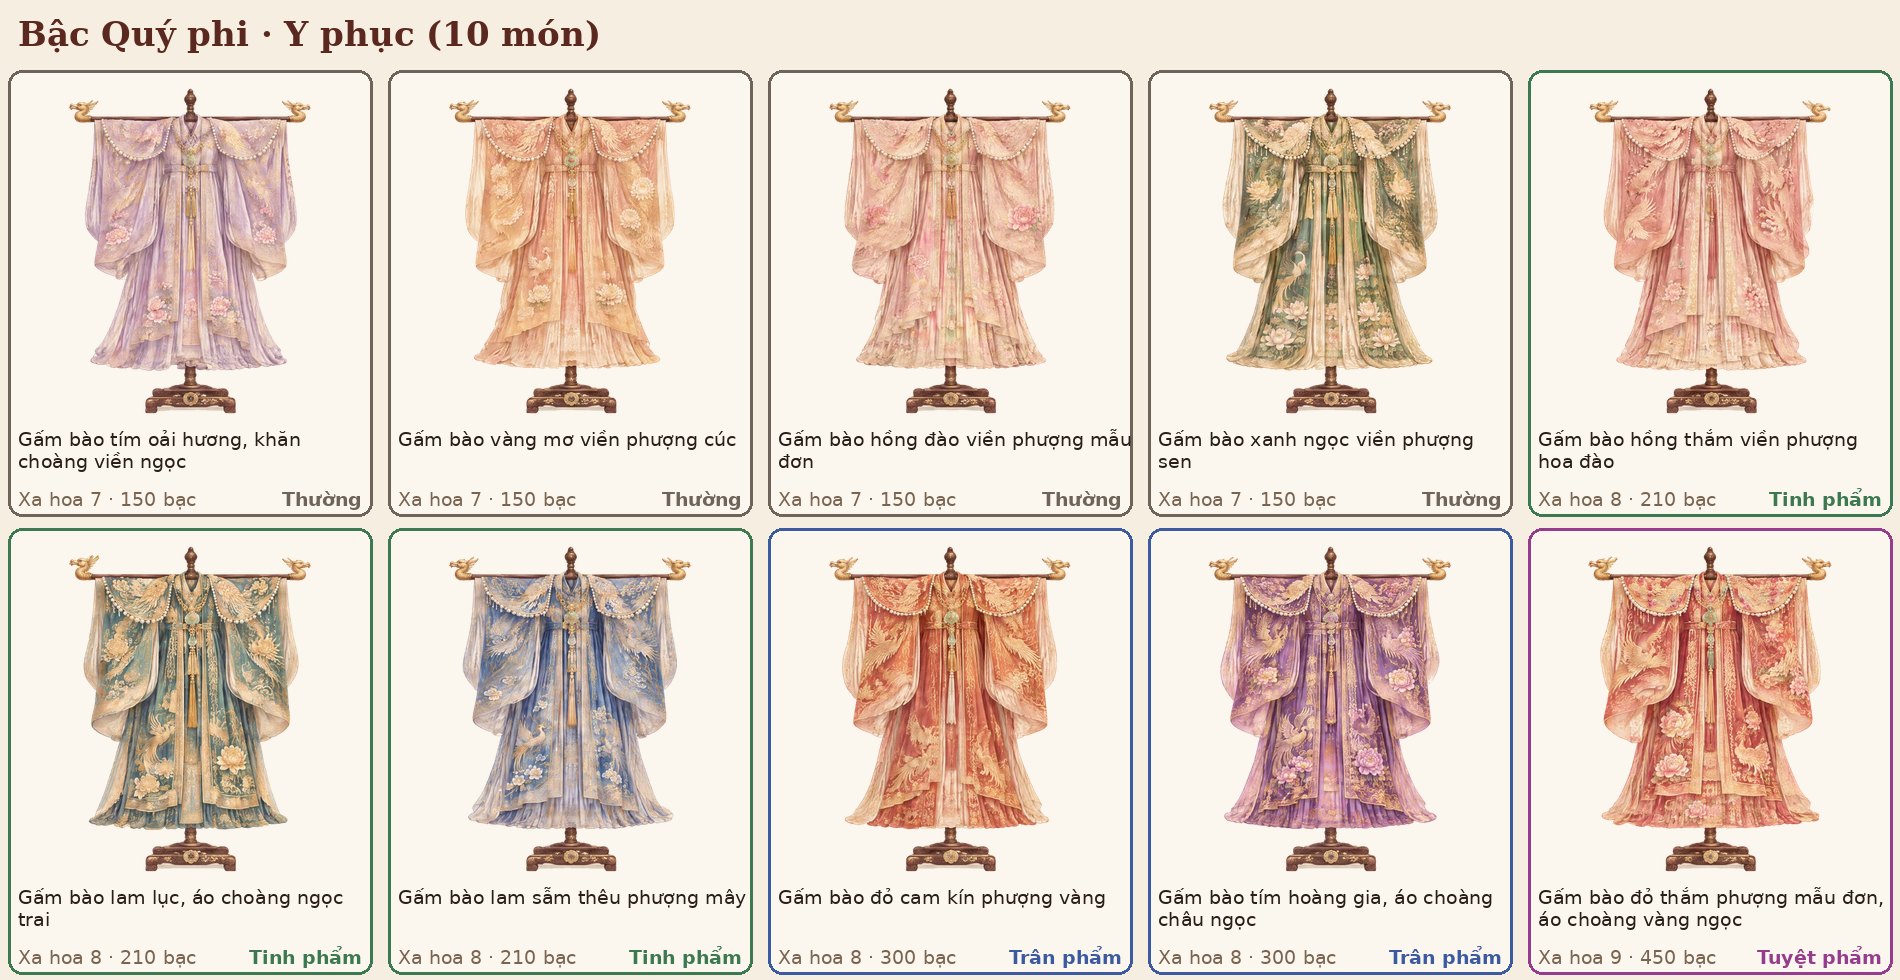 Bậc Quý phi · Y phục (10 món)
Gấm bào tím oải hương, khăn
choàng viền ngọc
Xa hoa 7 · 150 bạc
Thường
Gấm bào vàng mơ viền phượng cúc
Xa hoa 7 · 150 bạc
Thường
Gấm bào hồng đào viền phượng mẫu
đơn
Xa hoa 7 · 150 bạc
Thường
Gấm bào xanh ngọc viền phượng
sen
Xa hoa 7 · 150 bạc
Thường
Gấm bào hồng thắm viền phượng
hoa đào
Xa hoa 8 · 210 bạc
Tinh phẩm
Gấm bào lam lục, áo choàng ngọc
trai
Xa hoa 8 · 210 bạc
Tinh phẩm
Gấm bào lam sẫm thêu phượng mây
Xa hoa 8 · 210 bạc
Tinh phẩm
Gấm bào đỏ cam kín phượng vàng
Xa hoa 8 · 300 bạc
Trân phẩm
Gấm bào tím hoàng gia, áo choàng
châu ngọc
Xa hoa 8 · 300 bạc
Trân phẩm
Gấm bào đỏ thắm phượng mẫu đơn,
áo choàng vàng ngọc
Xa hoa 9 · 450 bạc
Tuyệt phẩm